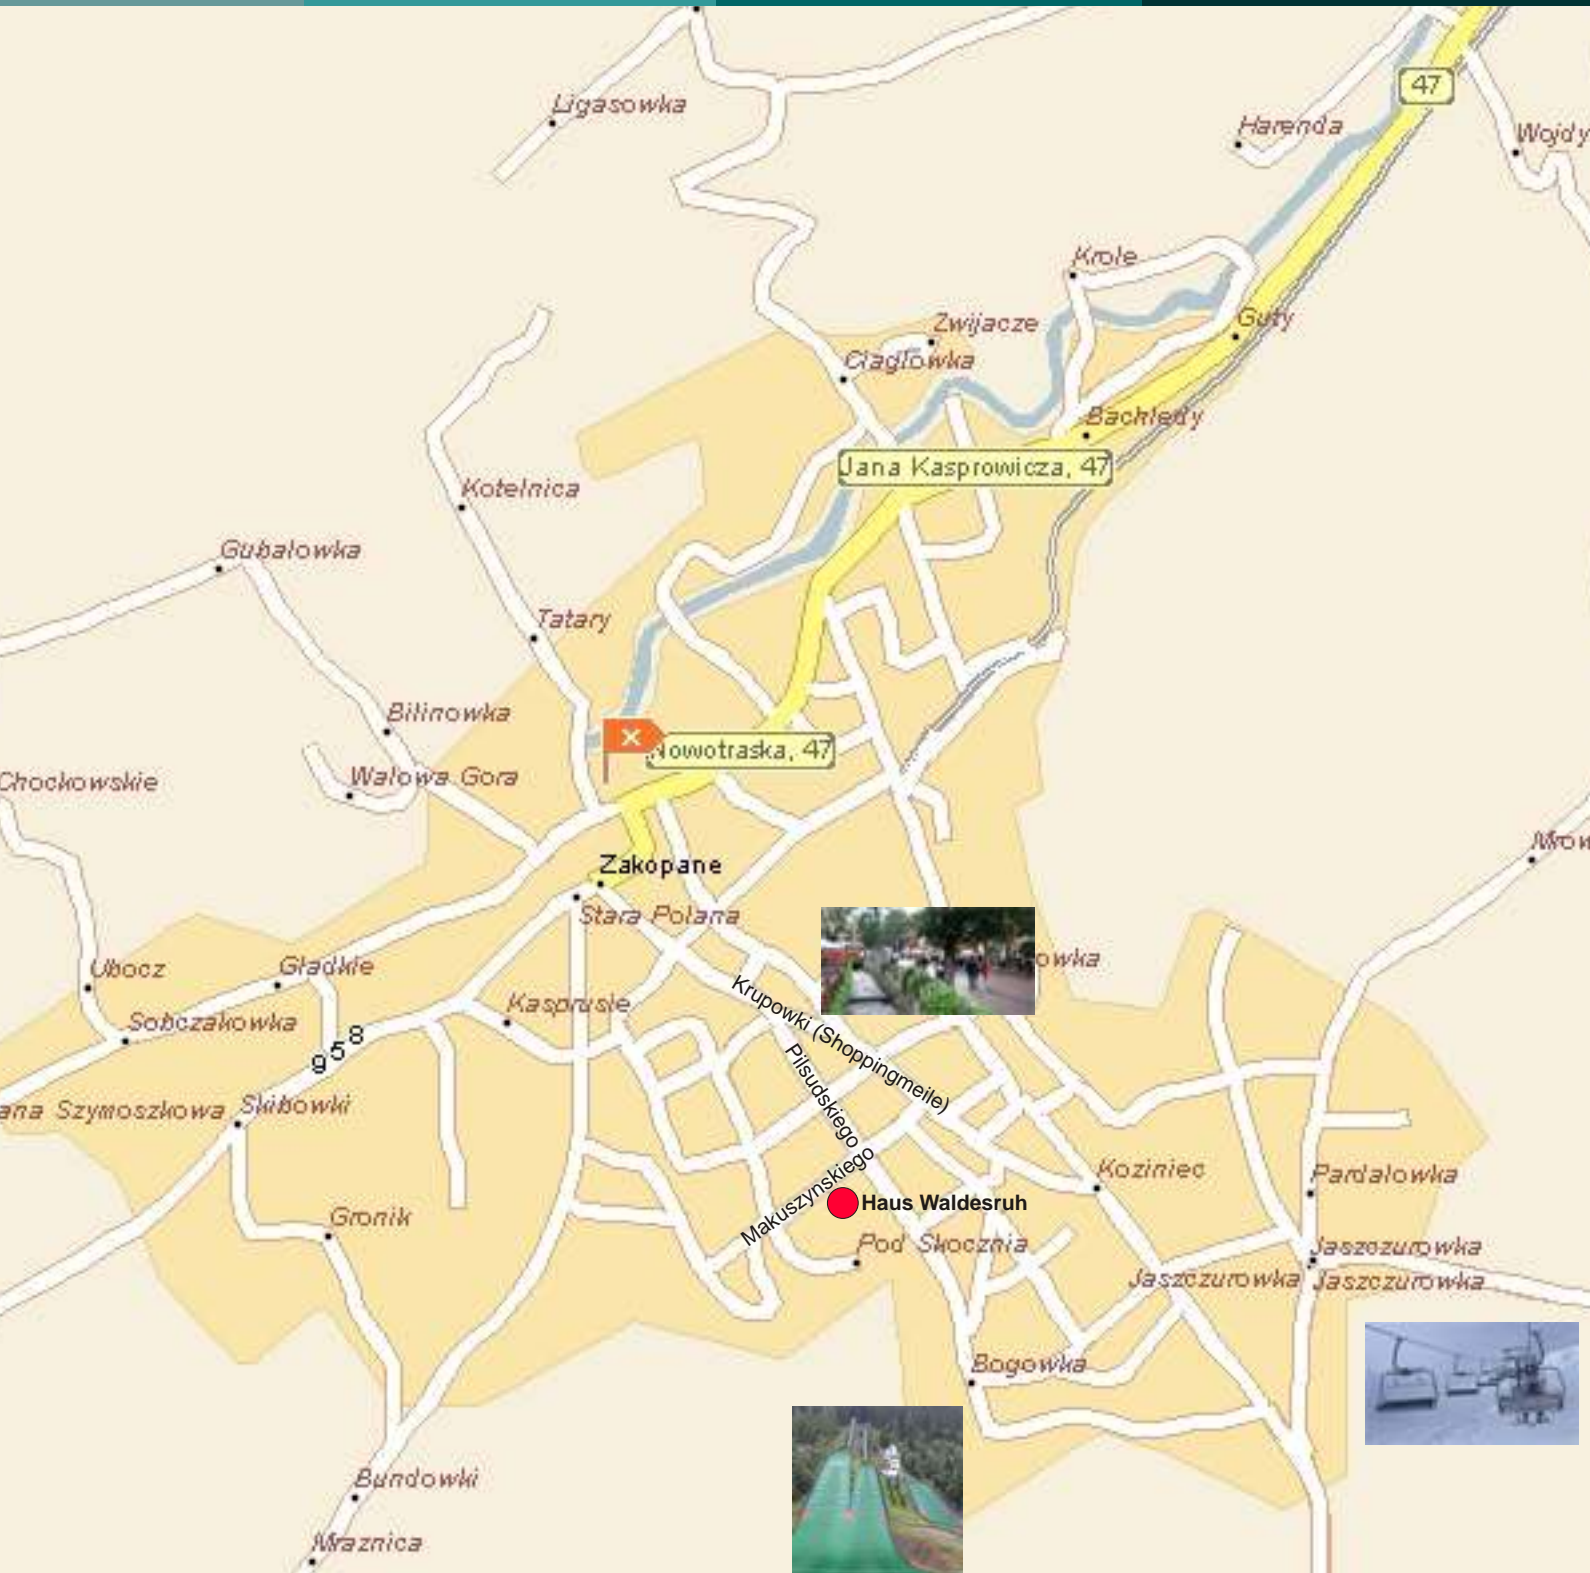 Ligasowka
47
Harenda
Wojdy
Krole
Zwijacze
Guty
Ciaglowka
Bachledy
Jana Kasprowicza, 47
Kotelnica
Gubalowka
Tatary
Bilinowka
Nowotraska, 47
Chockowskie
Walowa Gora
Mrow
Zakopane
Stara Polana
owka
Ubocz
Gladkie
Krupowki (Shoppingmeile)
Kasprusie
Sobczakowka
958
Pilsudskiego
ana Szymoszkowa
Skibowki
Makuszynskiego
Koziniec
Pardalowka
Haus Waldesruh
Gronik
Pod Skocznia
Jaszczurowka
Jaszczurowka
Jaszczurowka
Bogowka
Bundowki
Mraznica